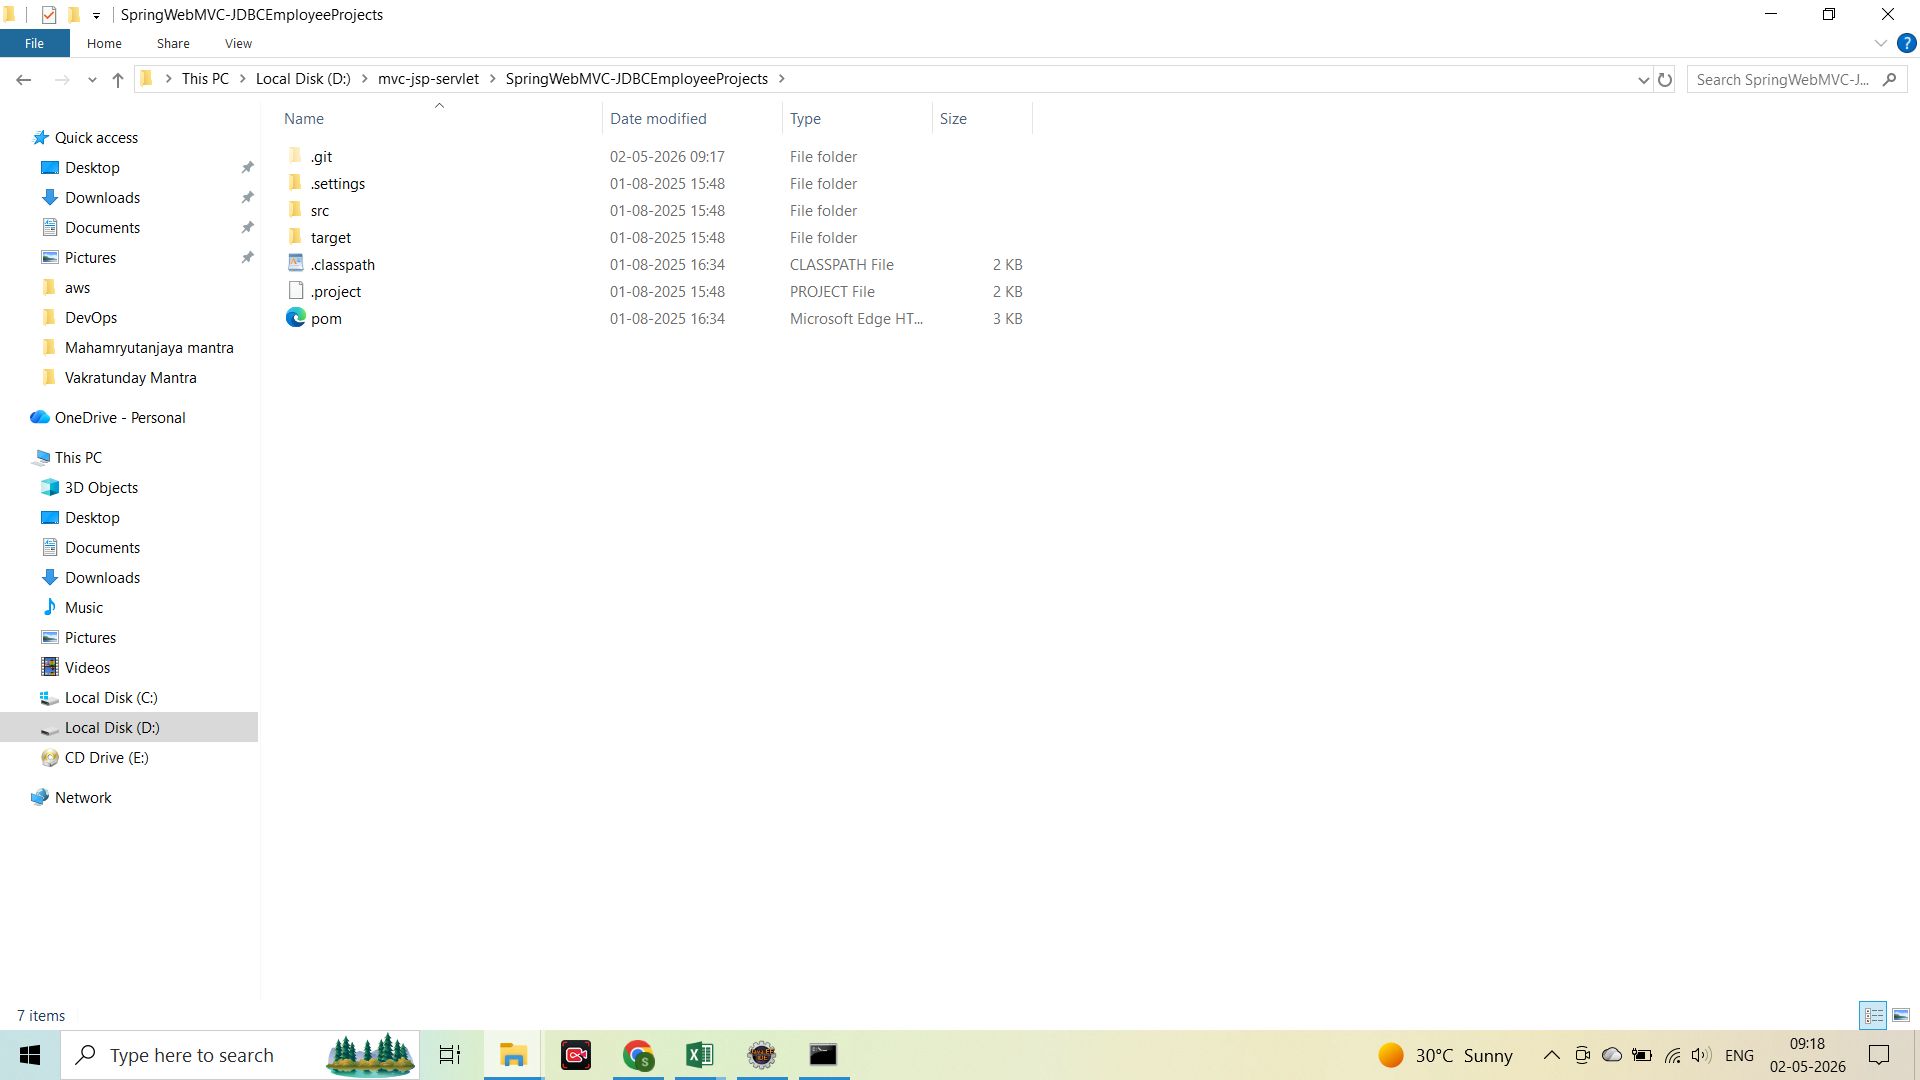 SpringWebMVC-JDBCEmployeeProjects
File Home Share View
This PC Local Disk (D:) mvc-jsp-servlet SpringWebMVC-JDBCEmployeeProjects
Search SpringWebMVC-J...
Name Date modified Type Size
Quick access
Desktop
Downloads
Documents
Pictures
aws
DevOps
Mahamryutanjaya mantra
Vakratunday Mantra
OneDrive - Personal
This PC
3D Objects
Desktop
Documents
Downloads
Music
Pictures
Videos
Local Disk (C:)
Local Disk (D:)
CD Drive (E:)
Network
.git 02-05-2026 09:17 File folder
.settings 01-08-2025 15:48 File folder
src 01-08-2025 15:48 File folder
target 01-08-2025 15:48 File folder
.classpath 01-08-2025 16:34 CLASSPATH File 2 KB
.project 01-08-2025 15:48 PROJECT File 2 KB
pom 01-08-2025 16:34 Microsoft Edge HT... 3 KB
7 items
Type here to search
30°C Sunny
ENG
09:18
02-05-2026